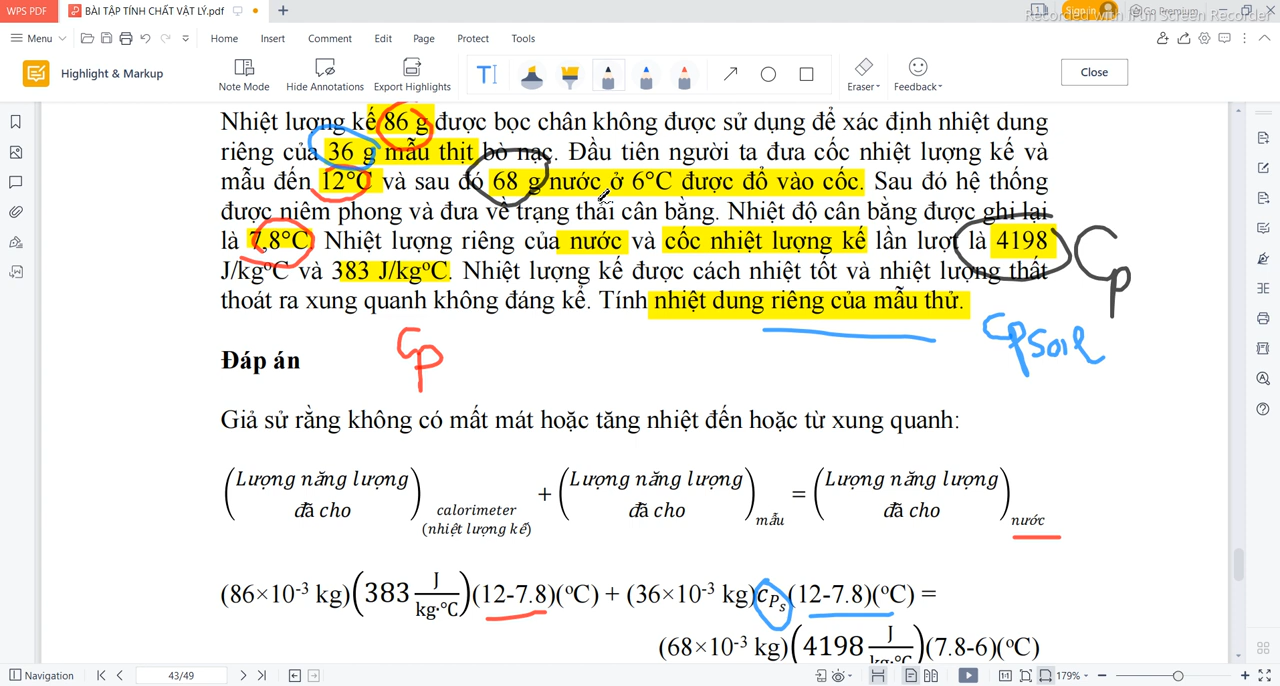 WPS PDF
BÀI TẬP TÍNH CHẤT VẬT LÝ.pdf
Sign in
Go Premium
Recorded with iFun Screen Recorder
Menu
Home
Insert
Comment
Edit
Page
Protect
Tools
Highlight & Markup
Note Mode
Hide Annotations
Export Highlights
Eraser
Feedback
Close
Nhiệt lượng kế 86 g được bọc chân không được sử dụng để xác định nhiệt dung
riêng của 36 g mẫu thịt bò nạc. Đầu tiên người ta đưa cốc nhiệt lượng kế và
mẫu đến 12°C và sau đó 68 g nước ở 6°C được đổ vào cốc. Sau đó hệ thống
được niêm phong và đưa về trạng thái cân bằng. Nhiệt độ cân bằng được ghi lại
là 7.8°C. Nhiệt lượng riêng của nước và cốc nhiệt lượng kế lần lượt là 4198
J/kg°C và 383 J/kg°C. Nhiệt lượng kế được cách nhiệt tốt và nhiệt lượng thất
thoát ra xung quanh không đáng kể. Tính nhiệt dung riêng của mẫu thử.
Cp
Cp
Đáp án
Giả sử rằng không có mất mát hoặc tăng nhiệt đến hoặc từ xung quanh:
(Lượng năng lượng đã cho) calorimeter (nhiệt lượng kế) + (Lượng năng lượng đã cho) mẫu = (Lượng năng lượng đã cho) nước
(86×10⁻³ kg)(383 J/kg·°C)(12-7.8)(°C) + (36×10⁻³ kg)c_Ps(12-7.8)(°C) =
(68×10⁻³ kg)(4198 J/kg·°C)(7.8-6)(°C)
Navigation
43/49
179%